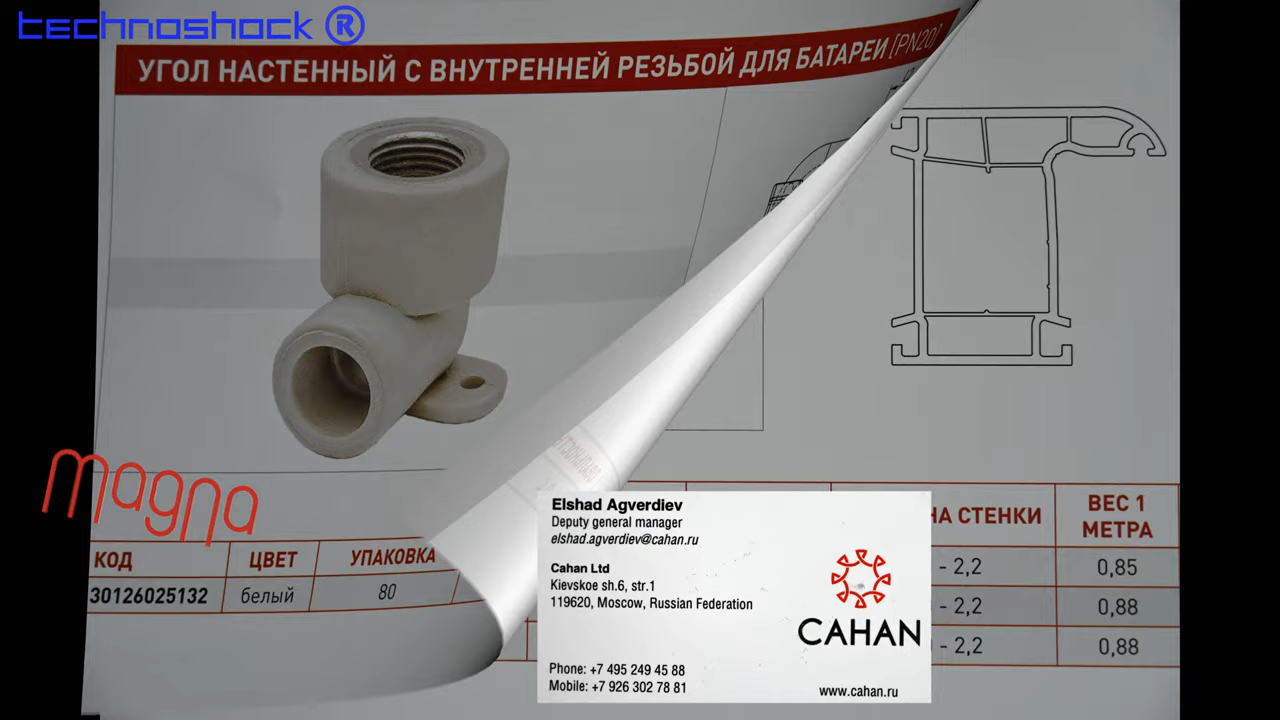 technoshock ®
УГОЛ НАСТЕННЫЙ С ВНУТРЕННЕЙ РЕЗЬБОЙ ДЛЯ БАТАРЕИ [PN20]
magna
КОД ЦВЕТ УПАКОВКА
30126025132 белый 80
СТЕНКИ ВЕС 1 МЕТРА
- 2,2 0,85
- 2,2 0,88
- 2,2 0,88
Elshad Agverdiev
Deputy general manager
elshad.agverdiev@cahan.ru
Cahan Ltd
Kievskoe sh.6, str.1
119620, Moscow, Russian Federation
CAHAN
Phone: +7 495 249 45 88
Mobile: +7 926 302 78 81
www.cahan.ru